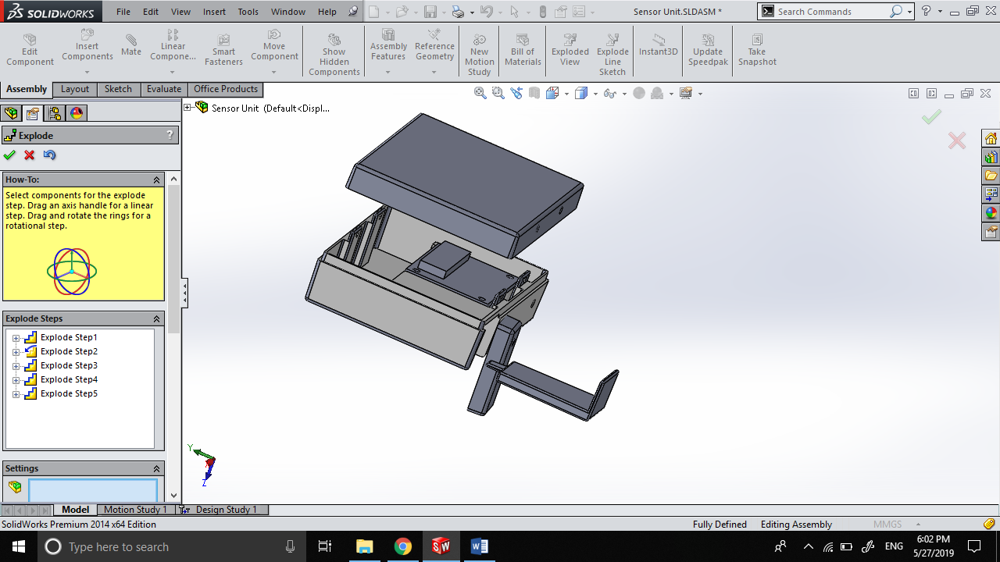 SOLIDWORKS File Edit View Insert Tools Window Help Sensor Unit.SLDASM * Search Commands ?
Edit Component
Insert Components
Mate
Linear Compone...
Smart Fasteners
Move Component
Show Hidden Components
Assembly Features
Reference Geometry
New Motion Study
Bill of Materials
Exploded View
Explode Line Sketch
Instant3D
Update Speedpak
Take Snapshot
Assembly Layout Sketch Evaluate Office Products
Sensor Unit (Default<Displ...
Explode ?
How-To:
Select components for the explode
step. Drag an axis handle for a linear
step. Drag and rotate the rings for a
rotational step.
Explode Steps
Explode Step1
Explode Step2
Explode Step3
Explode Step4
Explode Step5
Settings
Y
Z
Model Motion Study 1 Design Study 1
SolidWorks Premium 2014 x64 Edition Fully Defined Editing Assembly MMGS
Type here to search ENG 6:02 PM
5/27/2019